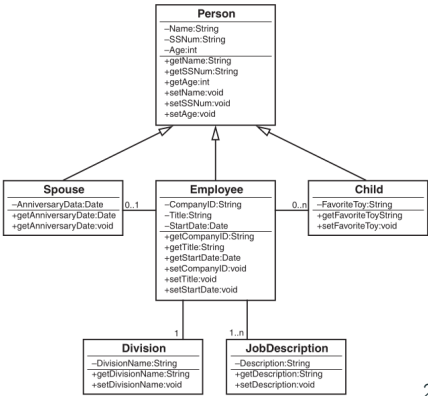 Person
–Name:String
–SSNum:String
–Age:int
+getName:String
+getSSNum:String
+getAge:int
+setName:void
+setSSNum:void
+setAge:void
Spouse
–AnniversaryData:Date
+getAnniversaryData:Date
+getAnniversaryDate:void
0..1
Employee
–CompanyID:String
–Title:String
–StartDate:Date
+getCompanyID:String
+getTitle:String
+getStartDate:Date
+setCompanyID:void
+setTitle:void
+setStartDate:void
0..n
Child
–FavoriteToy:String
+getFavoriteToyString
+setFavoriteToy:void
1
1..n
Division
–DivisionName:String
+getDivisionName:String
+setDivisionName:void
JobDescription
–Description:String
+getDescription:String
+setDescription:void